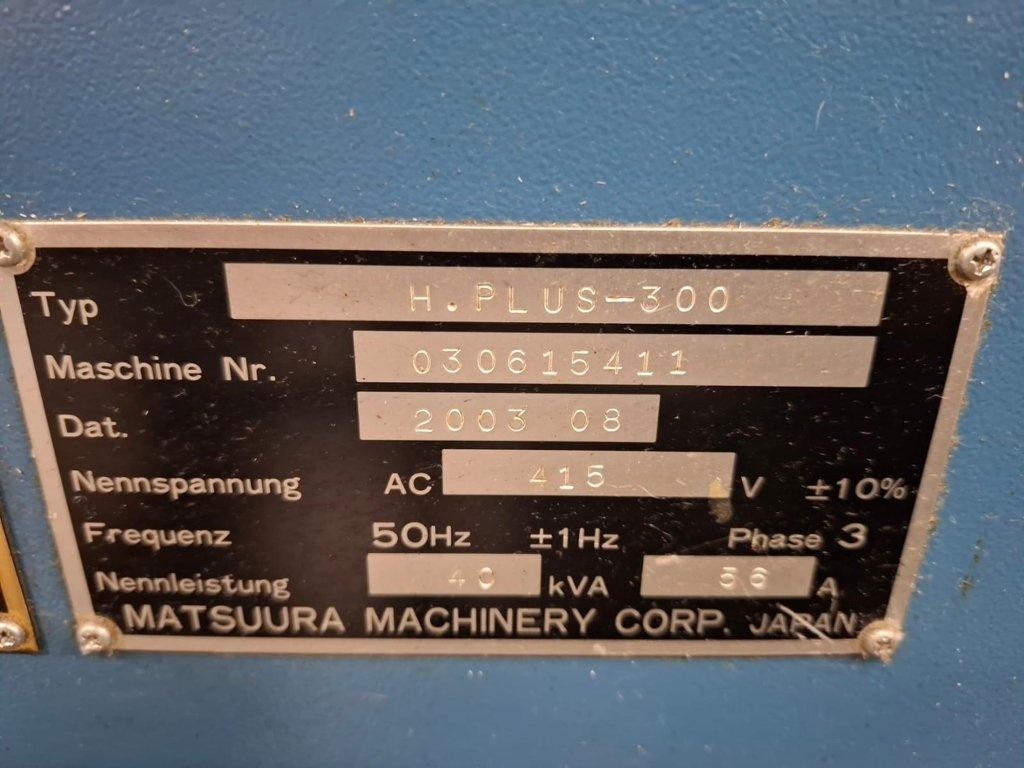 Typ H.PLUS-300
Maschine Nr. 030615411
Dat. 2003 08
Nennspannung AC 415 V ±10%
Frequenz 50Hz ±1Hz Phase 3
Nennleistung 40 kVA 56 A
MATSUURA MACHINERY CORP. JAPAN